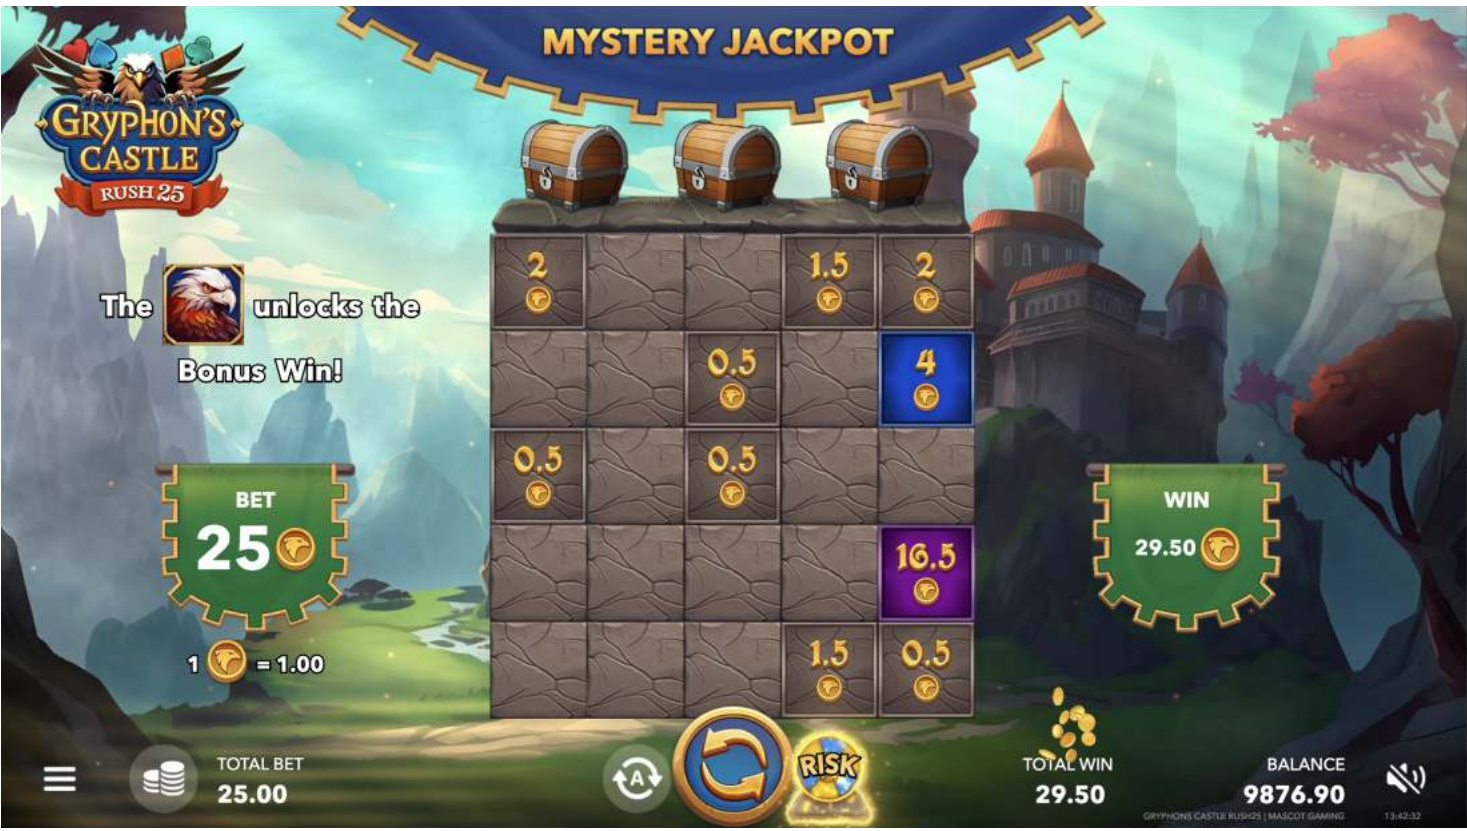 MYSTERY JACKPOT
GRYPHON'S
CASTLE
RUSH 25
2
1.5
2
The unlocks the
Bonus Win!
0.5
4
0.5
0.5
BET
25
WIN
29.50
16.5
1 = 1.00
1.5
0.5
RISK
A
TOTAL BET
25.00
TOTAL WIN
29.50
BALANCE
9876.90
GRYPHONS CASTLE RUSH25 | MASCOT GAMING
13:42:32